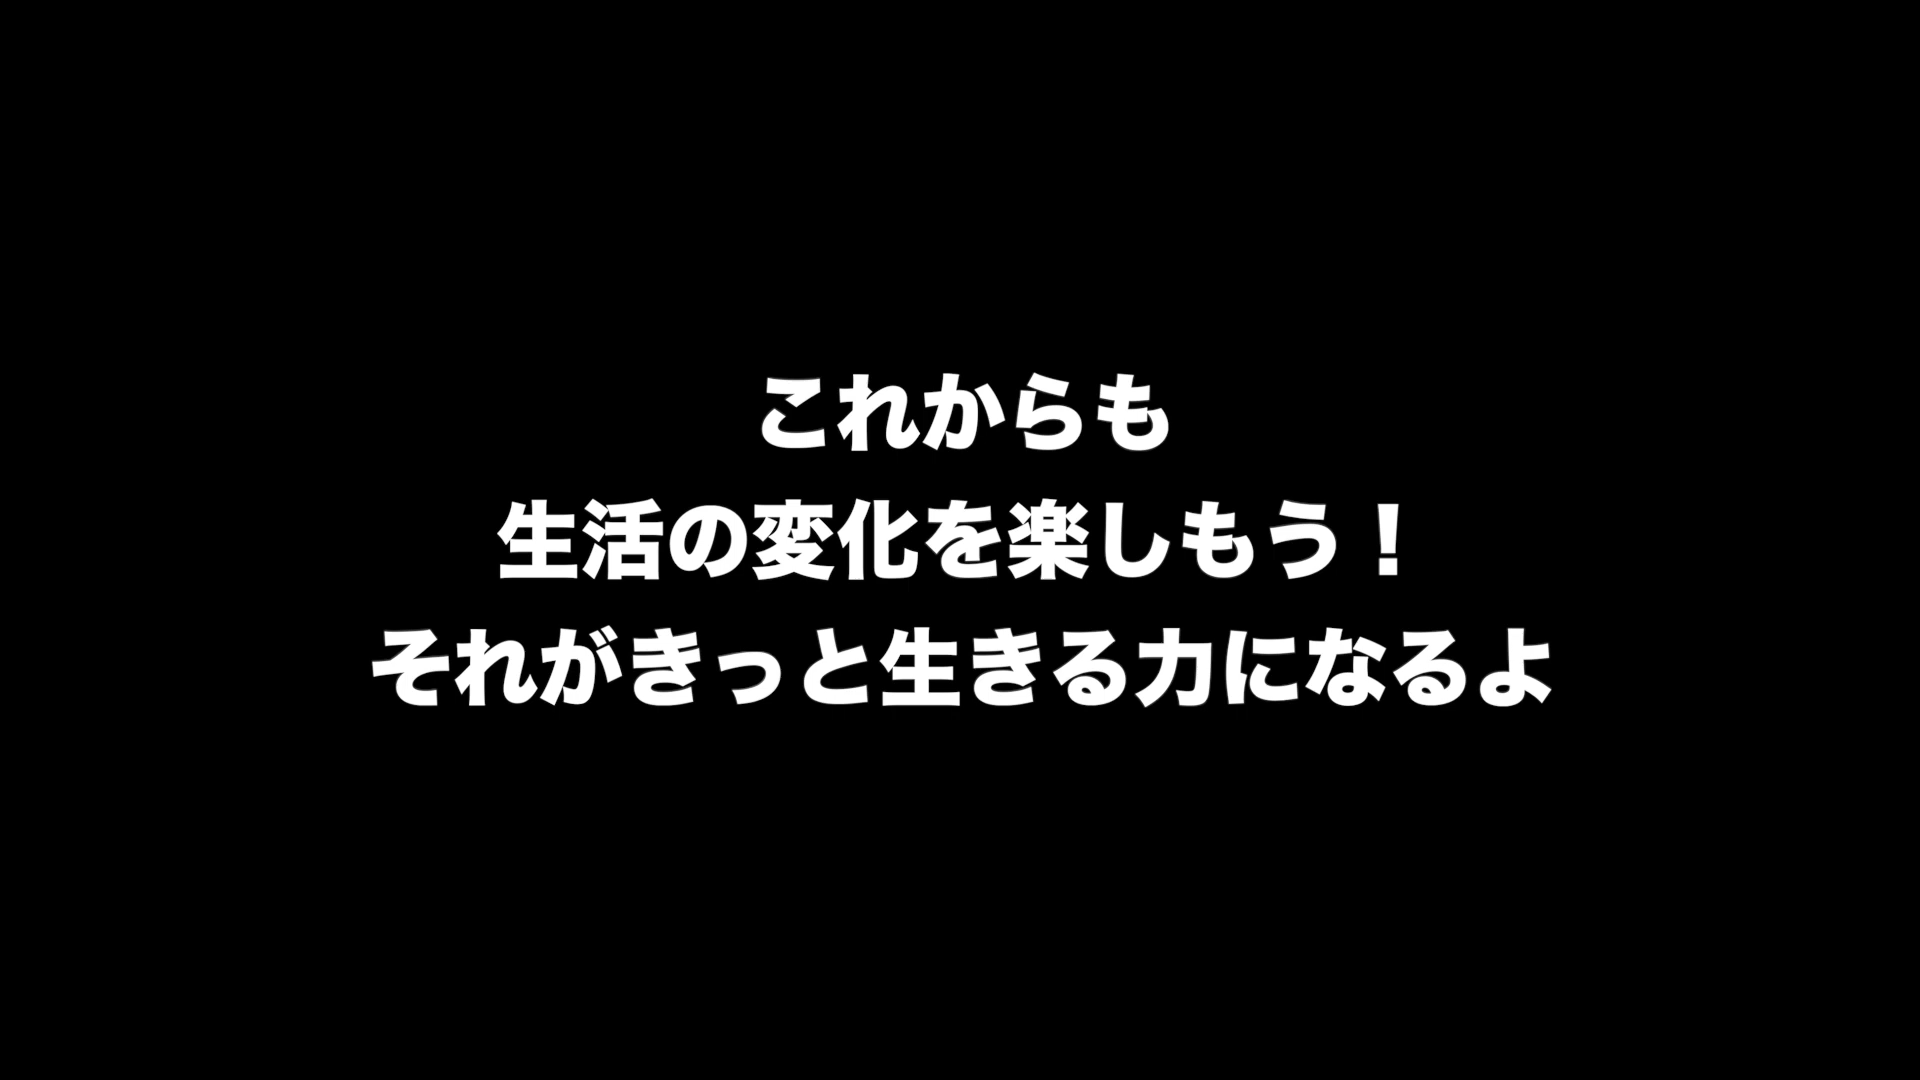 これからも
生活の変化を楽しもう！
それがきっと生きる力になるよ